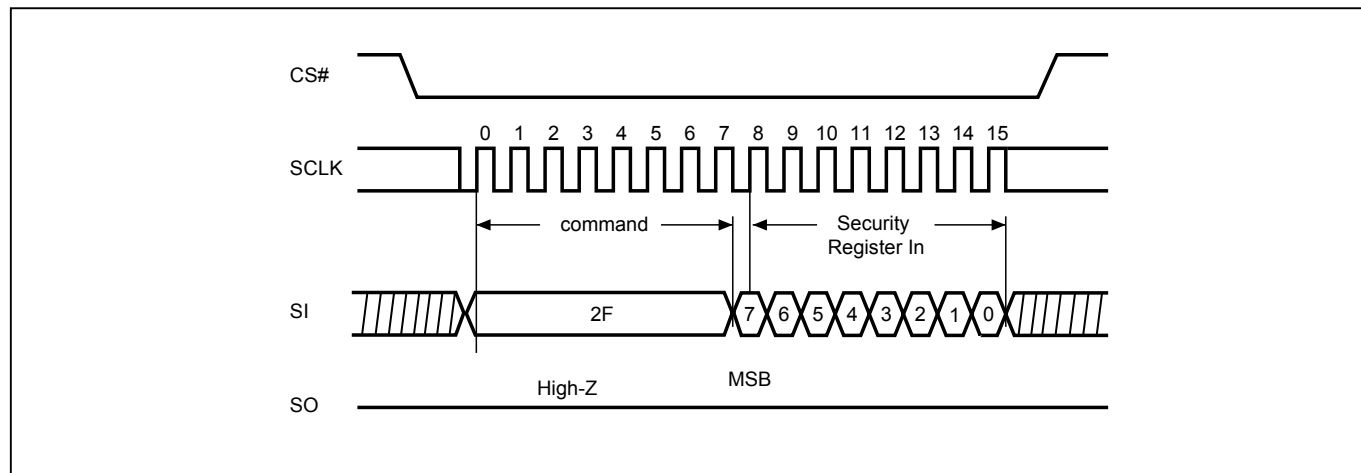 CS#
0 1 2 3 4 5 6 7 8 9 10 11 12 13 14 15
SCLK
command
Security
Register In
SI
2F
7 6 5 4 3 2 1 0
High-Z
MSB
SO